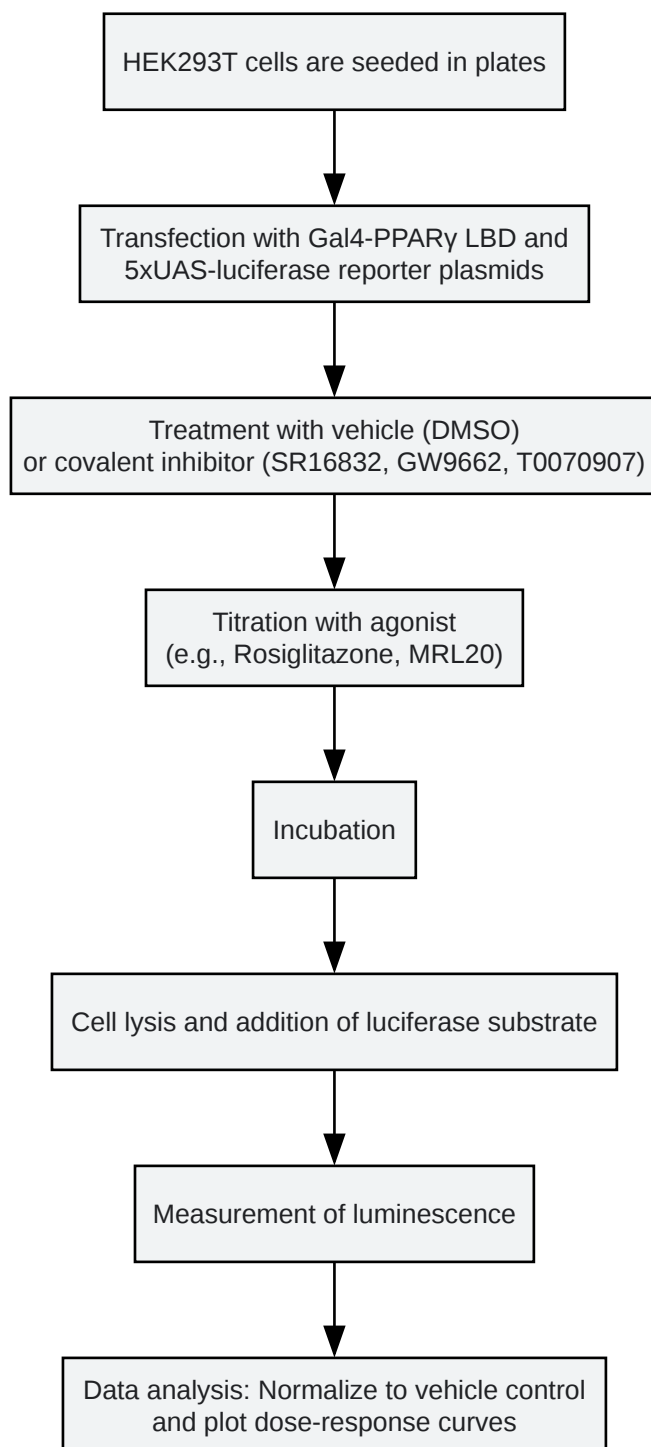 HEK293T cells are seeded in plates
Transfection with Gal4-PPARγ LBD and
5xUAS-luciferase reporter plasmids
Treatment with vehicle (DMSO)
or covalent inhibitor (SR16832, GW9662, T0070907)
Titration with agonist
(e.g., Rosiglitazone, MRL20)
Incubation
Cell lysis and addition of luciferase substrate
Measurement of luminescence
Data analysis: Normalize to vehicle control
and plot dose-response curves